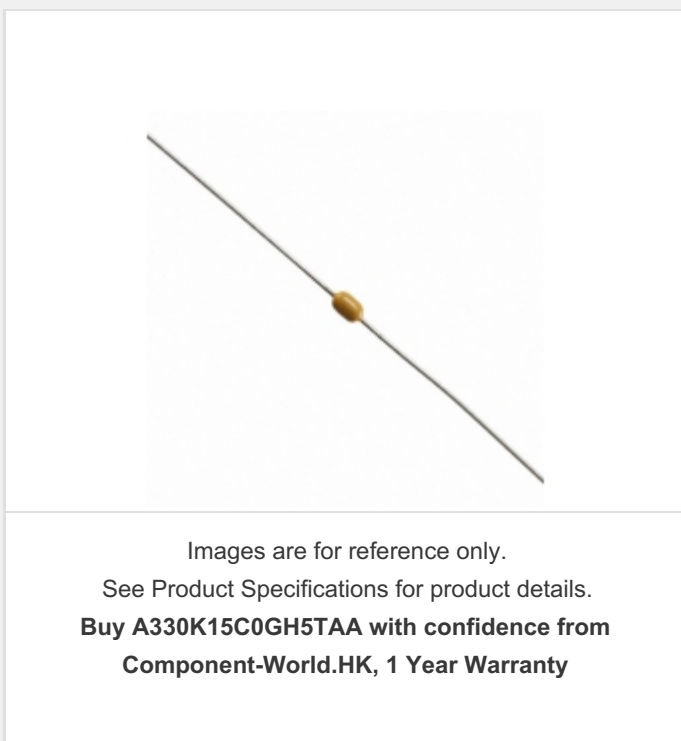 Images are for reference only.
See Product Specifications for product details.
Buy A330K15C0GH5TAA with confidence from
Component-World.HK, 1 Year Warranty